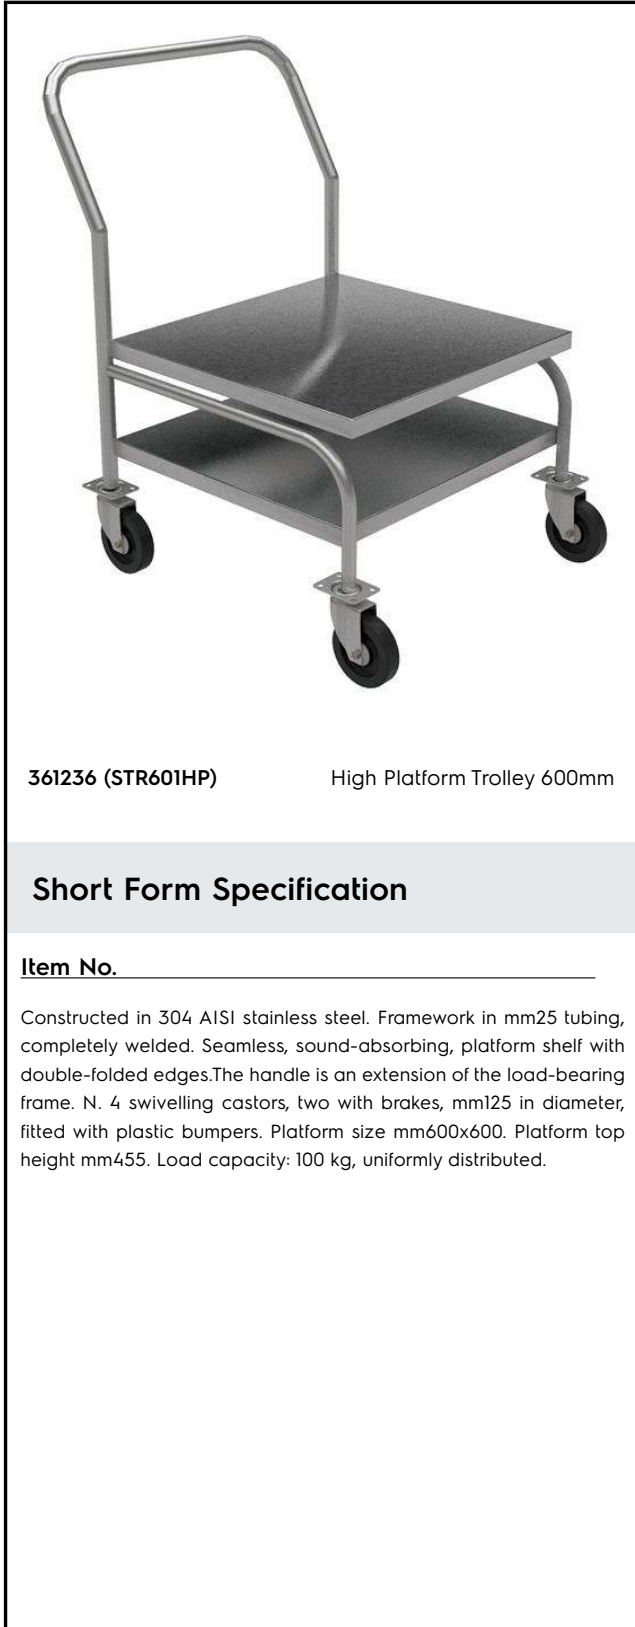 361236 (STR601HP) High Platform Trolley 600mm
Short Form Specification
Item No.
Constructed in 304 AISI stainless steel. Framework in mm25 tubing,
completely welded. Seamless, sound-absorbing, platform shelf with
double-folded edges.The handle is an extension of the load-bearing
frame. N. 4 swivelling castors, two with brakes, mm125 in diameter,
fitted with plastic bumpers. Platform size mm600x600. Platform top
height mm455. Load capacity: 100 kg, uniformly distributed.